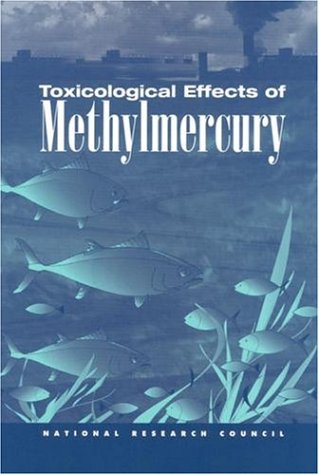 Toxicological Effects of
Methylmercury
NATIONAL RESEARCH COUNCIL